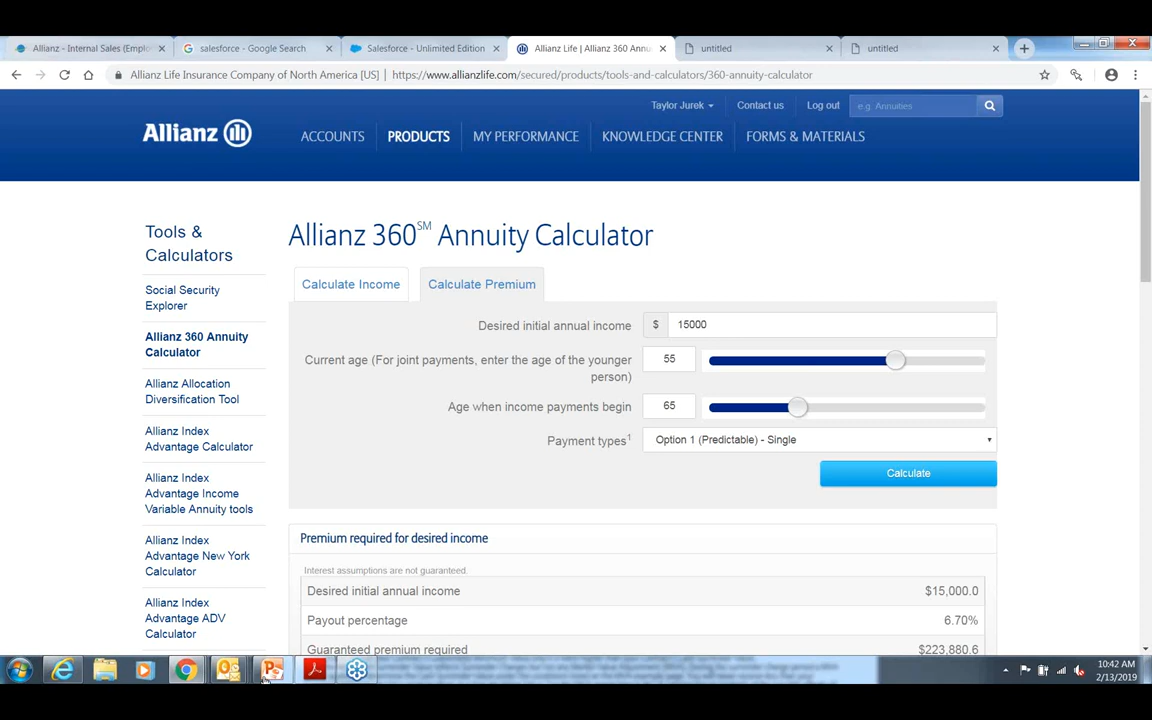 Allianz - Internal Sales (Emplo
salesforce - Google Search
Salesforce - Unlimited Edition
Allianz Life | Allianz 360 Annu
untitled
untitled
Allianz Life Insurance Company of North America [US] | https://www.allianzlife.com/secured/products/tools-and-calculators/360-annuity-calculator
Taylor Jurek
Contact us
Log out
e.g. Annuities
Allianz
ACCOUNTS
PRODUCTS
MY PERFORMANCE
KNOWLEDGE CENTER
FORMS & MATERIALS
Tools &
Calculators
Social Security
Explorer
Allianz 360 Annuity
Calculator
Allianz Allocation
Diversification Tool
Allianz Index
Advantage Calculator
Allianz Index
Advantage Income
Variable Annuity tools
Allianz Index
Advantage New York
Calculator
Allianz Index
Advantage ADV
Calculator
Allianz 360℠ Annuity Calculator
Calculate Income
Calculate Premium
Desired initial annual income
$ 15000
Current age (For joint payments, enter the age of the younger
person)
55
Age when income payments begin
65
Payment types¹
Option 1 (Predictable) - Single
Calculate
Premium required for desired income
Interest assumptions are not guaranteed.
Desired initial annual income $15,000.0
Payout percentage 6.70%
Guaranteed premium required $223,880.6
10:42 AM
2/13/2019